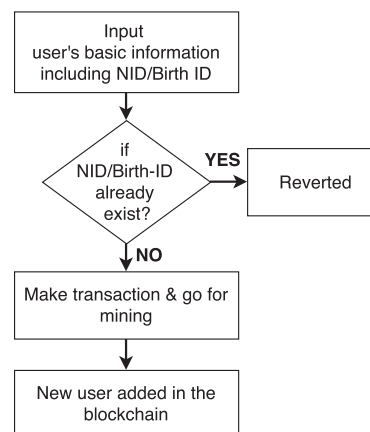 Input
user's basic information
including NID/Birth ID
if
NID/Birth-ID
already
exist?
YES
Reverted
NO
Make transaction & go for
mining
New user added in the
blockchain